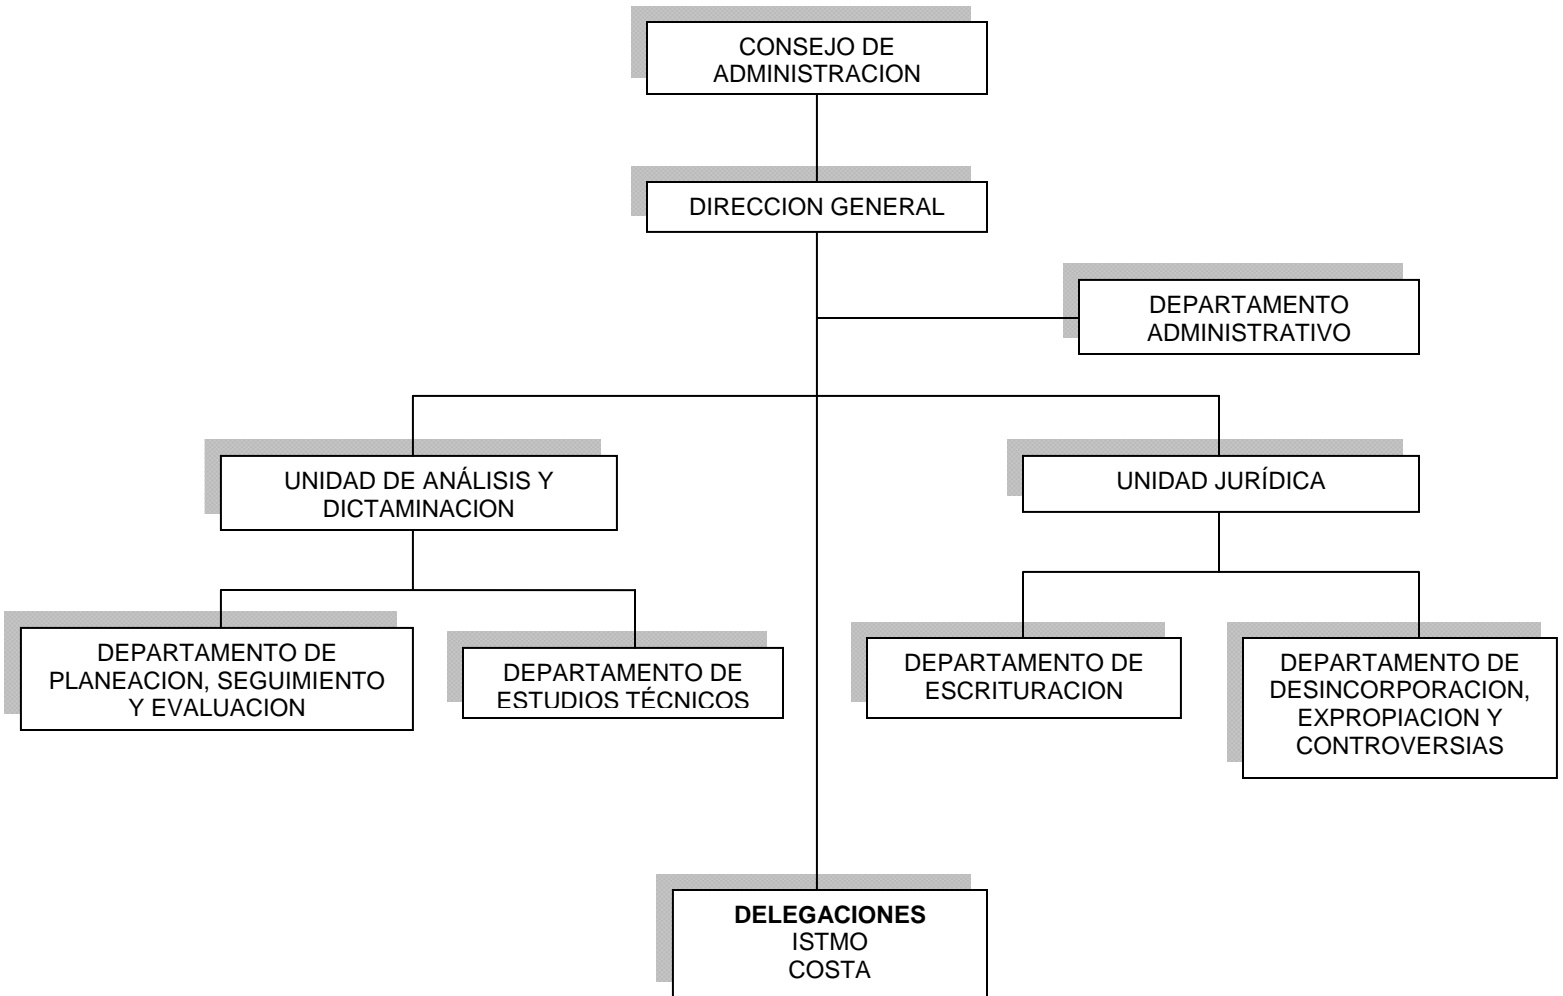 CONSEJO DE
ADMINISTRACION
DIRECCION GENERAL
DEPARTAMENTO
ADMINISTRATIVO
UNIDAD DE ANÁLISIS Y
DICTAMINACION
UNIDAD JURÍDICA
DEPARTAMENTO DE
PLANEACION, SEGUIMIENTO
Y EVALUACION
DEPARTAMENTO DE
ESTUDIOS TÉCNICOS
DEPARTAMENTO DE
ESCRITURACION
DEPARTAMENTO DE
DESINCORPORACION,
EXPROPIACION Y
CONTROVERSIAS
DELEGACIONES
ISTMO
COSTA